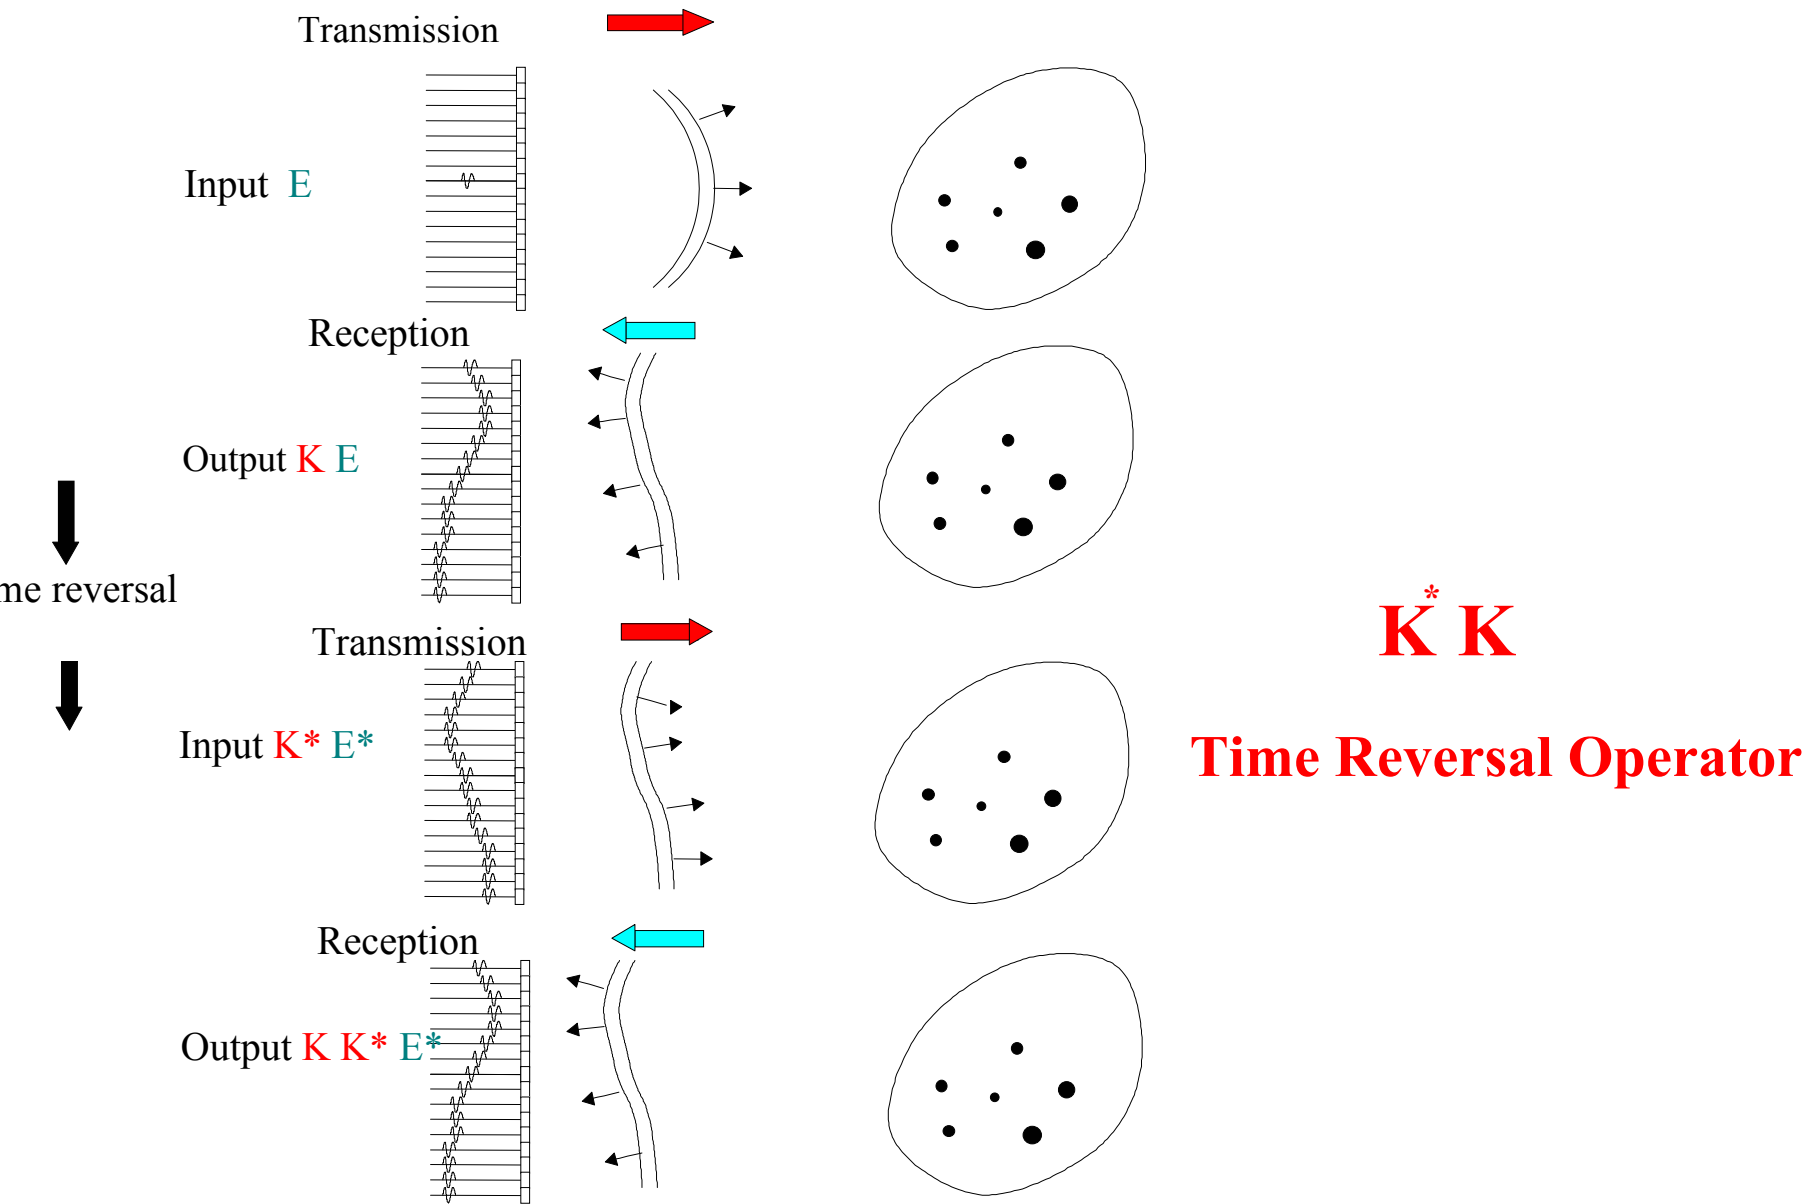 Transmission
Input E
Reception
Output K E
me reversal
Transmission
Input K* E*
K* K
Time Reversal Operator
Reception
Output K K* E*